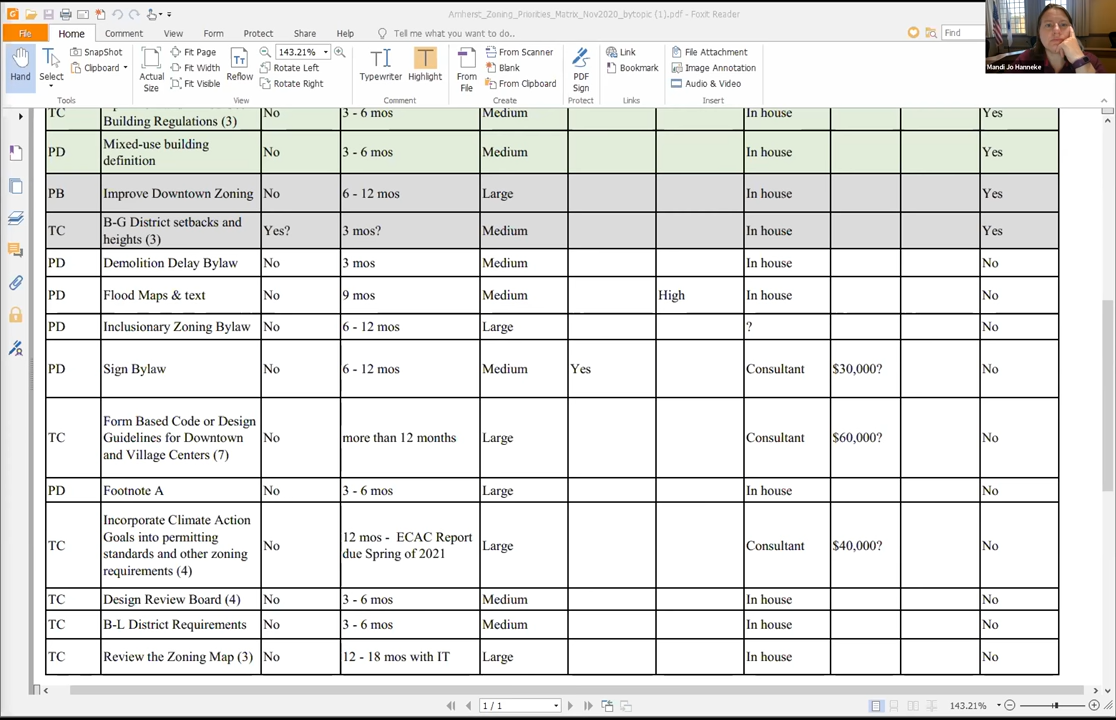 Amherst_Zoning_Priorities_Matrix_Nov2020_bytopic (1).pdf - Foxit Reader
File Home Comment View Form Protect Share Help Tell me what you want to do.. Find
Hand
Select
SnapShot
Clipboard
Actual Size
Fit Page
Fit Width
Fit Visible
Reflow
143.21%
Rotate Left
Rotate Right
Typewriter
Highlight
From File
From Scanner
Blank
From Clipboard
PDF Sign
Link
Bookmark
File Attachment
Image Annotation
Audio & Video
Tools View Comment Create Protect Links Insert
Mandi Jo Hanneke
TC Building Regulations (3) No 3 - 6 mos Medium In house Yes
PD Mixed-use building definition No 3 - 6 mos Medium In house Yes
PB Improve Downtown Zoning No 6 - 12 mos Large In house Yes
TC B-G District setbacks and heights (3) Yes? 3 mos? Medium In house Yes
PD Demolition Delay Bylaw No 3 mos Medium In house No
PD Flood Maps & text No 9 mos Medium High In house No
PD Inclusionary Zoning Bylaw No 6 - 12 mos Large ? No
PD Sign Bylaw No 6 - 12 mos Medium Yes Consultant $30,000? No
TC Form Based Code or Design Guidelines for Downtown and Village Centers (7) No more than 12 months Large Consultant $60,000? No
PD Footnote A No 3 - 6 mos Large In house No
TC Incorporate Climate Action Goals into permitting standards and other zoning requirements (4) No 12 mos - ECAC Report due Spring of 2021 Large Consultant $40,000? No
TC Design Review Board (4) No 3 - 6 mos Medium In house No
TC B-L District Requirements No 3 - 6 mos Medium In house No
TC Review the Zoning Map (3) No 12 - 18 mos with IT Large In house No
1 / 1
143.21%